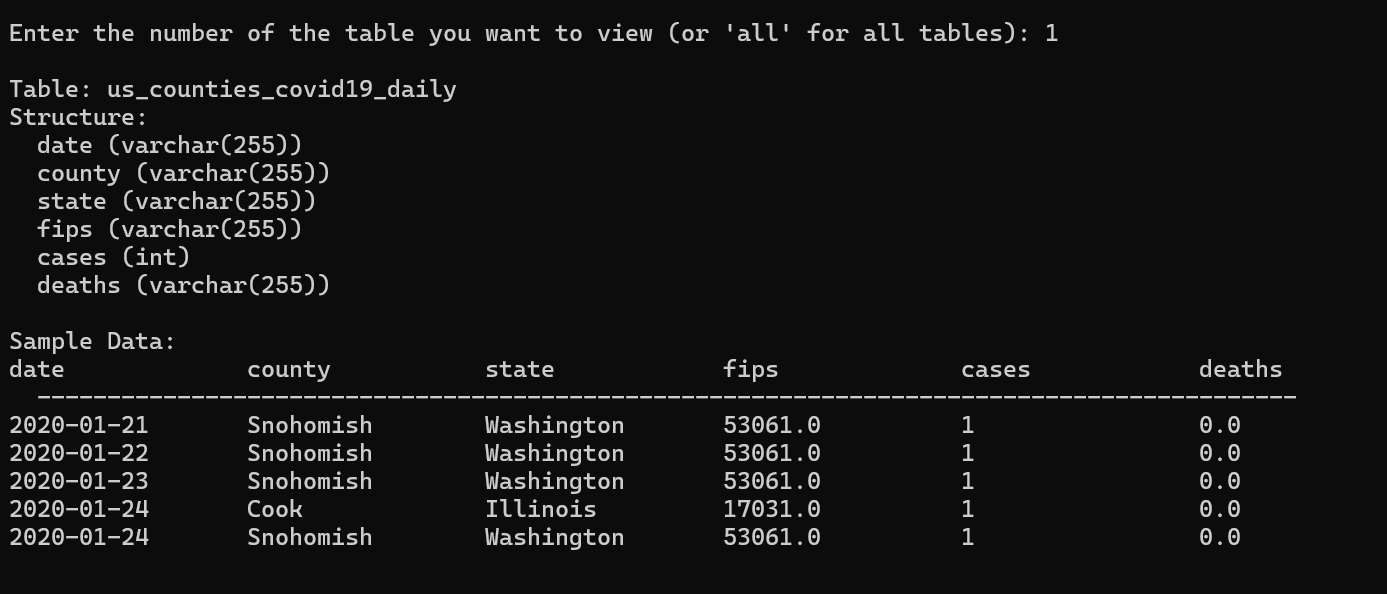 Enter the number of the table you want to view (or 'all' for all tables): 1
Table: us_counties_covid19_daily
Structure:
date (varchar(255))
county (varchar(255))
state (varchar(255))
fips (varchar(255))
cases (int)
deaths (varchar(255))
Sample Data:
date county state fips cases deaths
------------------------------------------------------------------------------------------
2020-01-21 Snohomish Washington 53061.0 1 0.0
2020-01-22 Snohomish Washington 53061.0 1 0.0
2020-01-23 Snohomish Washington 53061.0 1 0.0
2020-01-24 Cook Illinois 17031.0 1 0.0
2020-01-24 Snohomish Washington 53061.0 1 0.0